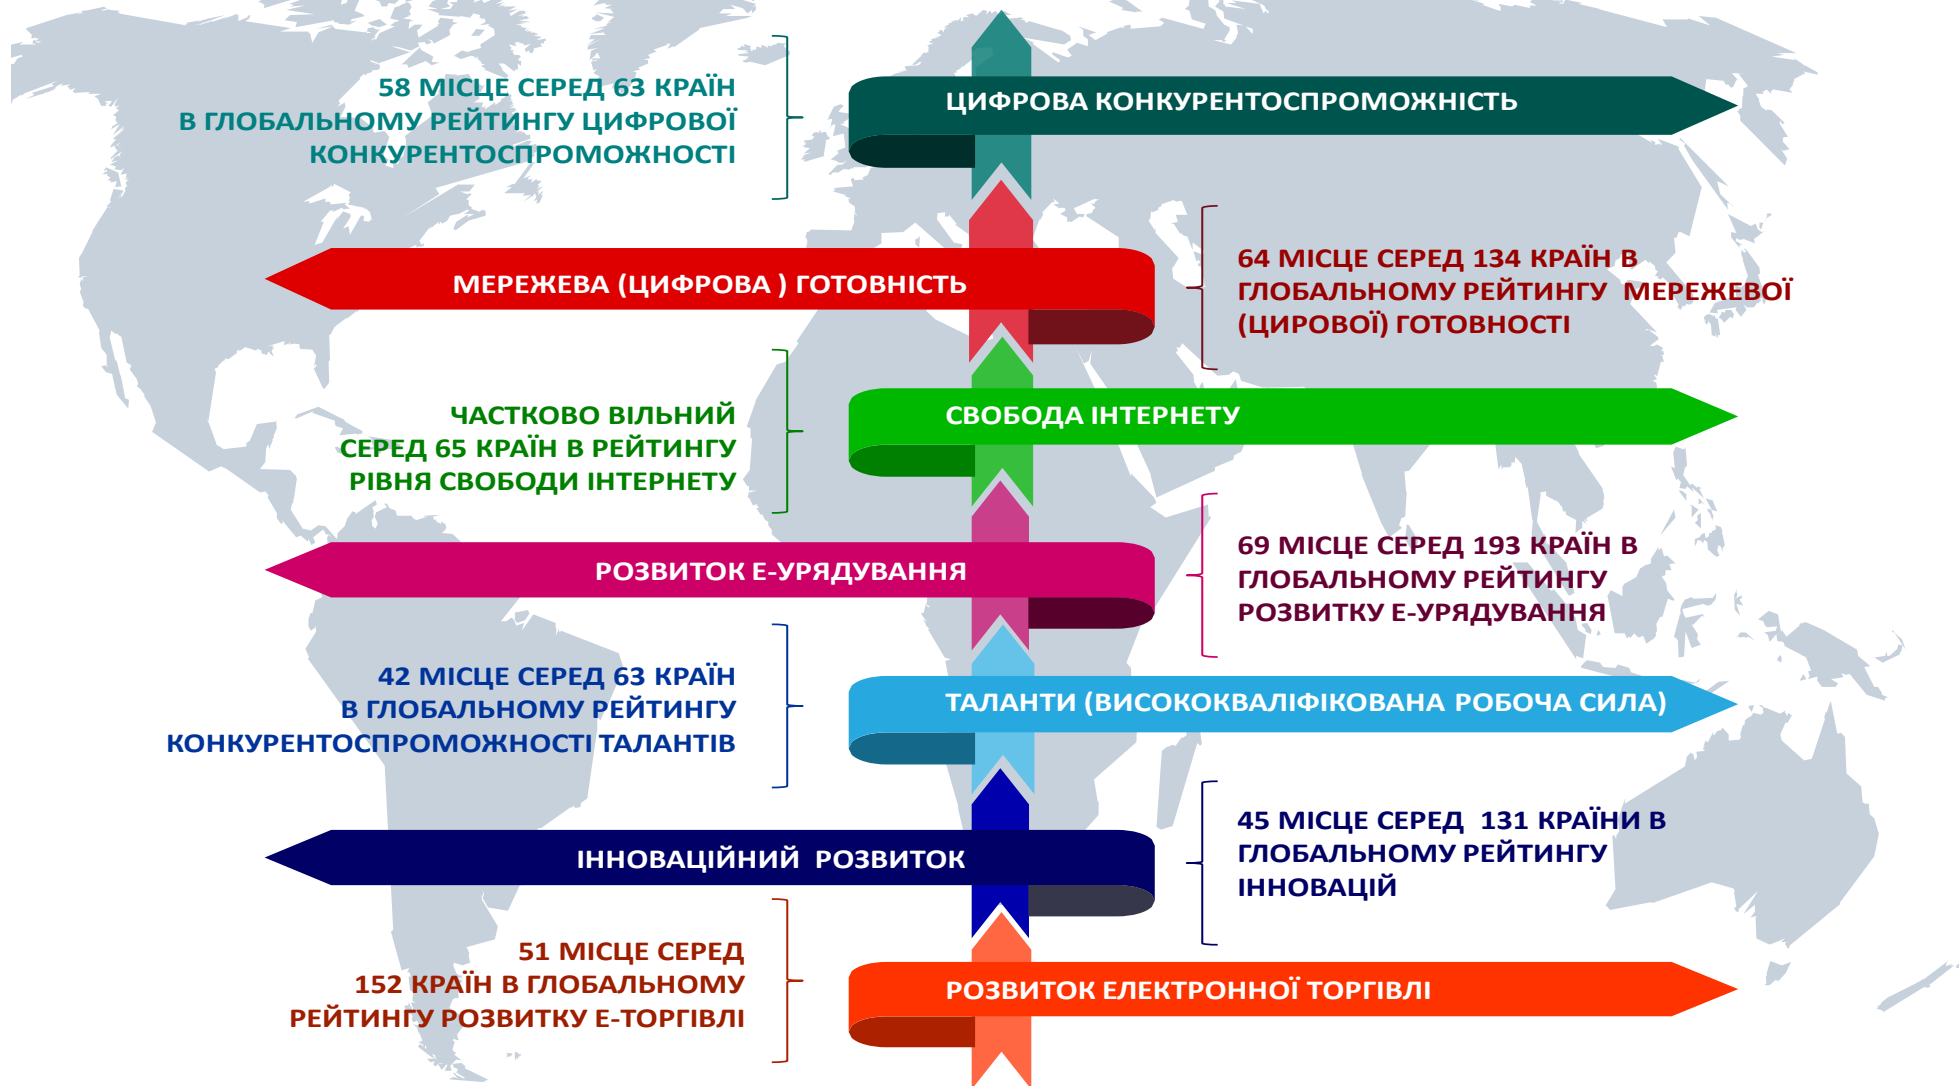 58 МІСЦЕ СЕРЕД 63 КРАЇН
В ГЛОБАЛЬНОМУ РЕЙТИНГУ ЦИФРОВОЇ
КОНКУРЕНТОСПРОМОЖНОСТІ
ЦИФРОВА КОНКУРЕНТОСПРОМОЖНІСТЬ
МЕРЕЖЕВА (ЦИФРОВА ) ГОТОВНІСТЬ
64 МІСЦЕ СЕРЕД 134 КРАЇН В
ГЛОБАЛЬНОМУ РЕЙТИНГУ  МЕРЕЖЕВОЇ
(ЦИРОВОЇ) ГОТОВНОСТІ
ЧАСТКОВО ВІЛЬНИЙ
СЕРЕД 65 КРАЇН В РЕЙТИНГУ
РІВНЯ СВОБОДИ ІНТЕРНЕТУ
СВОБОДА ІНТЕРНЕТУ
РОЗВИТОК Е-УРЯДУВАННЯ
69 МІСЦЕ СЕРЕД 193 КРАЇН В
ГЛОБАЛЬНОМУ РЕЙТИНГУ
РОЗВИТКУ Е-УРЯДУВАННЯ
42 МІСЦЕ СЕРЕД 63 КРАЇН
В ГЛОБАЛЬНОМУ РЕЙТИНГУ
КОНКУРЕНТОСПРОМОЖНОСТІ ТАЛАНТІВ
ТАЛАНТИ (ВИСОКОКВАЛІФІКОВАНА РОБОЧА СИЛА)
ІННОВАЦІЙНИЙ  РОЗВИТОК
45 МІСЦЕ СЕРЕД  131 КРАЇНИ В
ГЛОБАЛЬНОМУ РЕЙТИНГУ
ІННОВАЦІЙ
51 МІСЦЕ СЕРЕД
152 КРАЇН В ГЛОБАЛЬНОМУ
РЕЙТИНГУ РОЗВИТКУ Е-ТОРГІВЛІ
РОЗВИТОК ЕЛЕКТРОННОЇ ТОРГІВЛІ